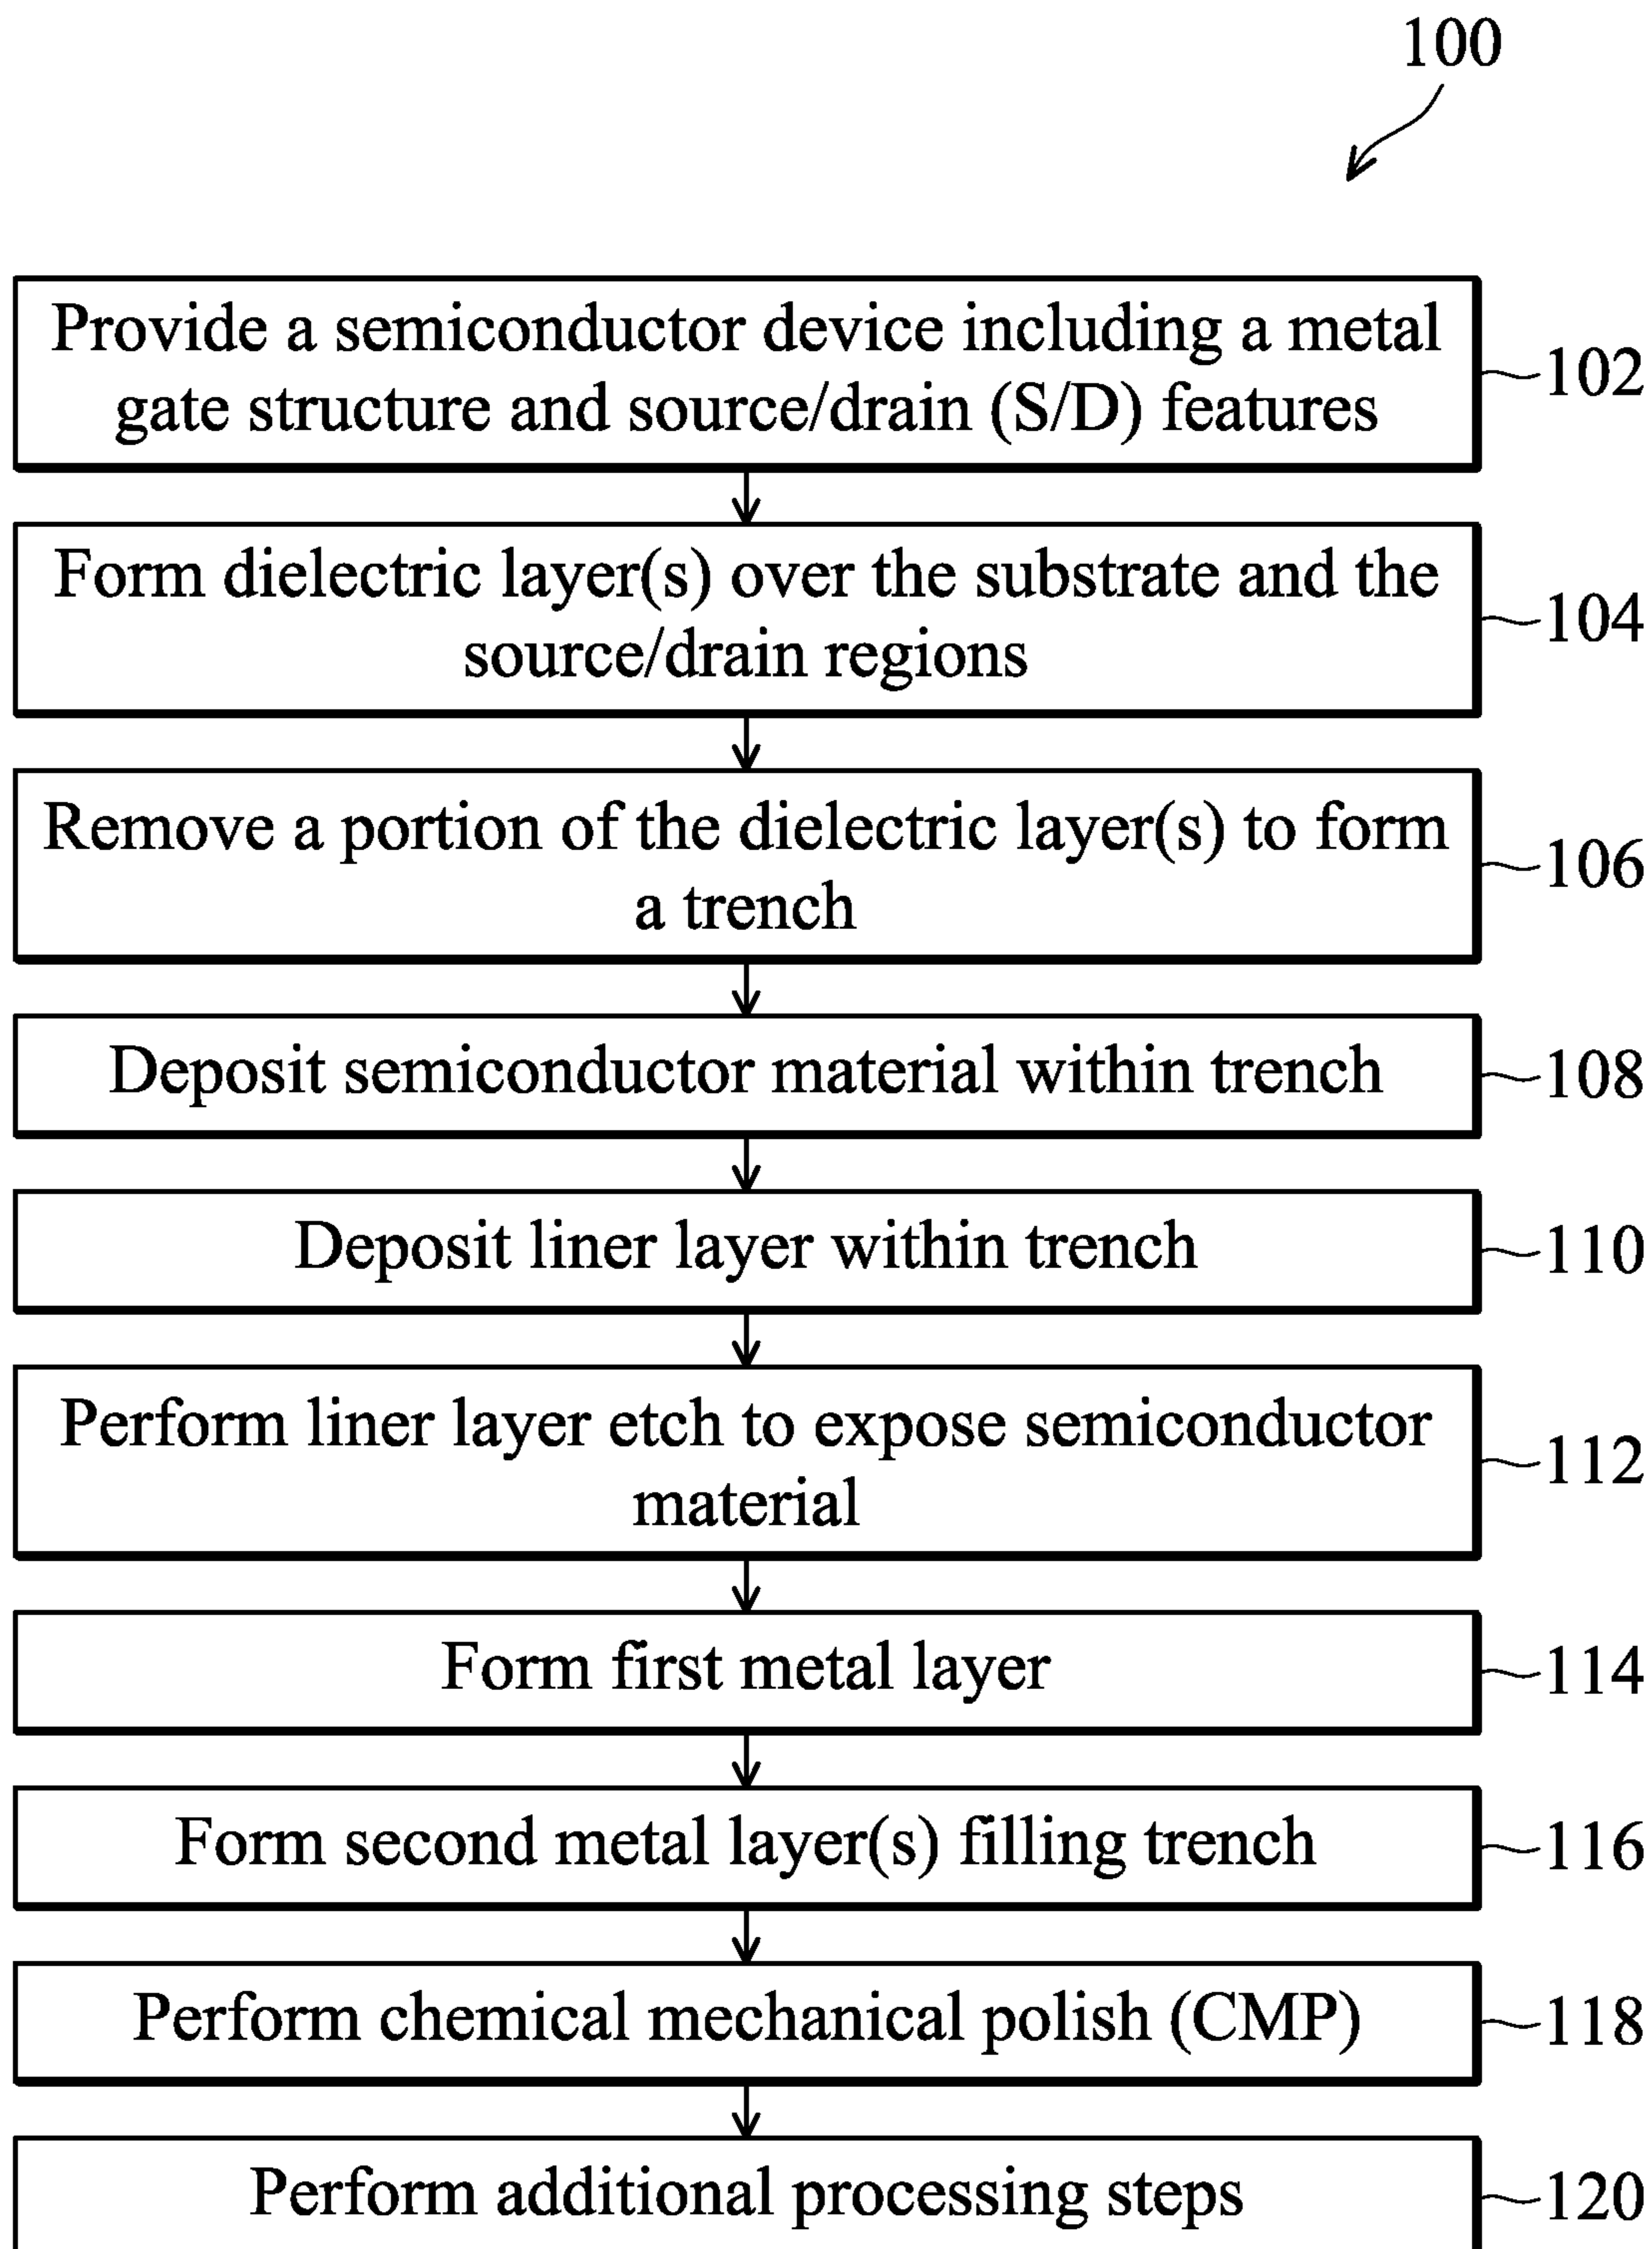 100
Provide a semiconductor device including a metal
gate structure and source/drain (S/D) features
102
Form dielectric layer(s) over the substrate and the
source/drain regions
104
Remove a portion of the dielectric layer(s) to form
a trench
106
Deposit semiconductor material within trench
108
Deposit liner layer within trench
110
Perform liner layer etch to expose semiconductor
material
112
Form first metal layer
114
Form second metal layer(s) filling trench
116
Perform chemical mechanical polish (CMP)
118
Perform additional processing steps
120